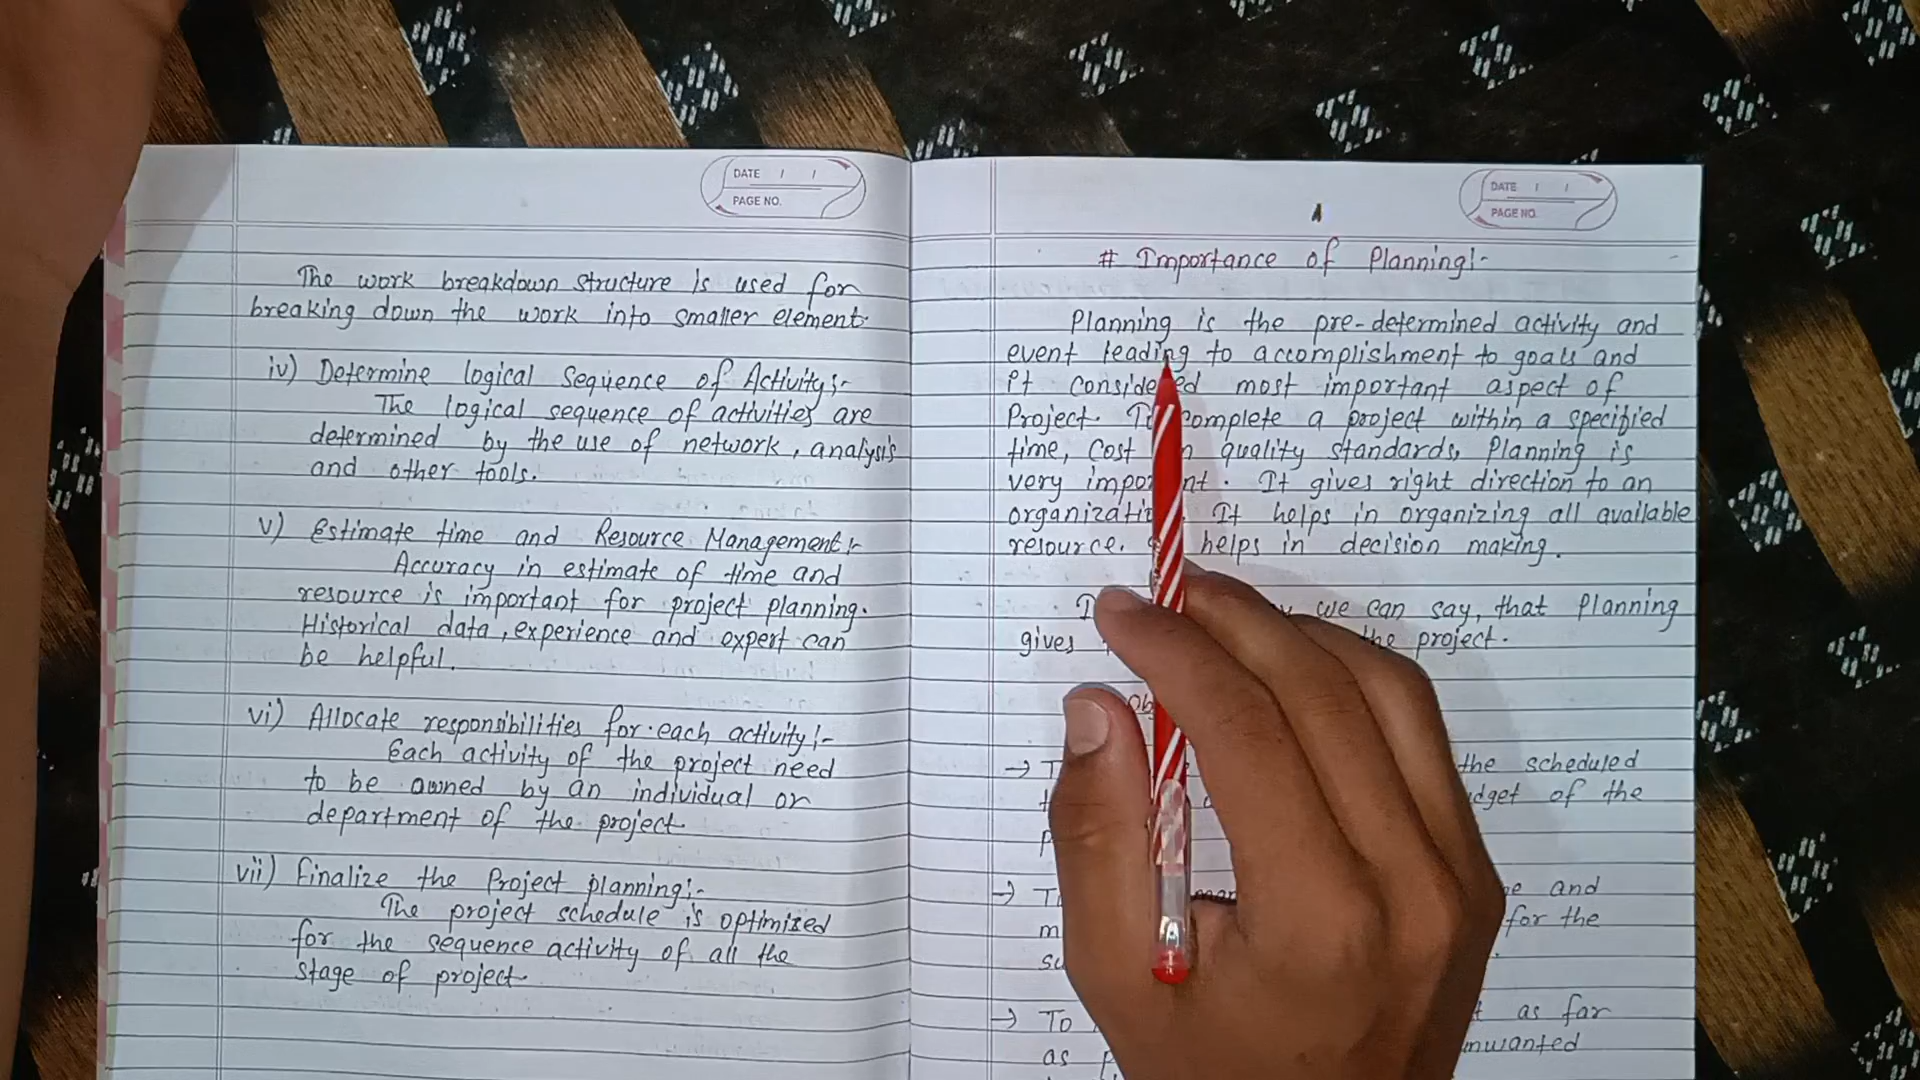 DATE / /
PAGE NO.
The work breakdown structure is used for
breaking down the work into smaller element.
iv) Determine logical Sequence of Activity:-
The logical sequence of activities are
determined by the use of network, analysis
and other tools.
v) Estimate time and Resource Management:-
Accuracy in estimate of time and
resource is important for project planning.
Historical data, experience and expert can
be helpful.
vi) Allocate responsibilities for each activity:-
Each activity of the project need
to be owned by an individual or
department of the project.
vii) Finalize the Project planning:-
The project schedule is optimized
for the sequence activity of all the
stage of project.
DATE / /
PAGE NO.
# Importance of Planning:-
Planning is the pre-determined activity and
event leading to accomplishment to goals and
it considered most important aspect of
Project. complete a project within a specified
time, cost quality standards, Planning is
very important. It gives right direction to an
organization. It helps in organizing all available
resource. helps in decision making.
we can say, that Planning
gives the project.
the scheduled
of the
and
for the
To as far
as unwanted